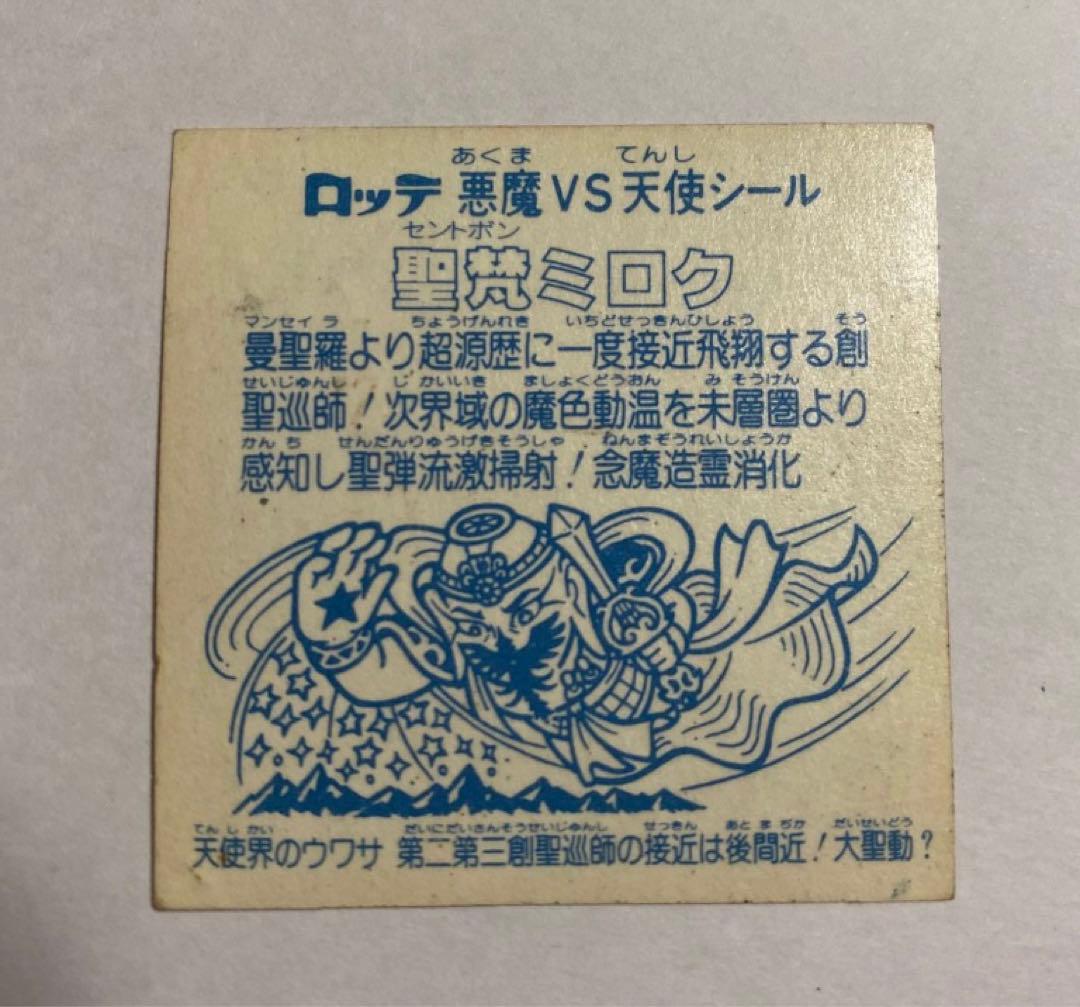 あくま てんし
ロッテ 悪魔VS天使シール
セントボン
聖梵ミロク
マンセイラ ちょうげんれき いちどせっきんひしょう そう
曼聖羅より超源歴に一度接近飛翔する創
せいじゅんし じかいいき ましょくどうおん みそうけん
聖巡師!次界域の魔色動温を未層圏より
かんち せんだんりゅうげきそうしゃ ねんまぞうれいしょうか
感知し聖弾流激掃射!念魔造霊消化
てんしかい だいにだいさんそうせいじゅんし せっきん あとまぢか だいせいどう
天使界のウワサ 第二第三創聖巡師の接近は後間近!大聖動?